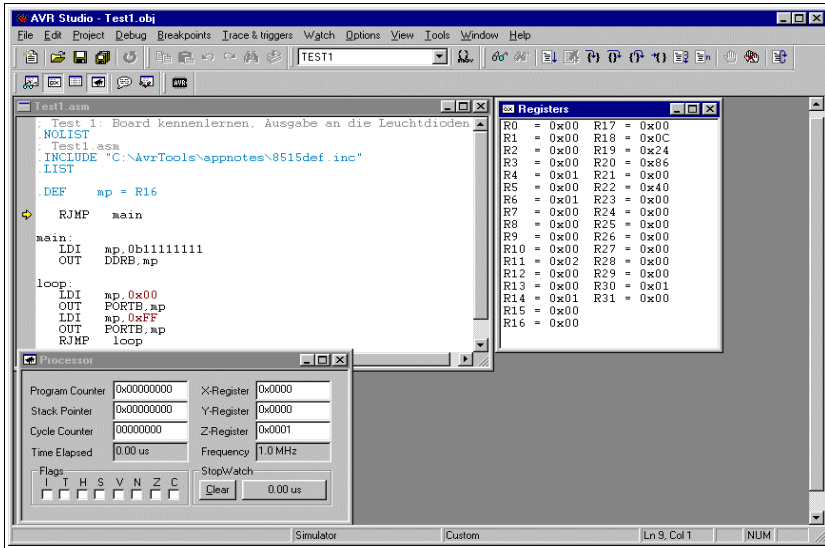 AVR Studio - Test1.obj
File Edit Project Debug Breakpoints Trace & triggers Watch Options View Tools Window Help
TEST1
AVR
Test1.asm
; Test 1: Board kennenlernen, Ausgabe an die Leuchtdioden
.NOLIST
; Test1.asm
.INCLUDE "C:\AvrTools\appnotes\8515def.inc"
.LIST
.DEF mp = R16
RJMP main
main:
LDI mp,0b11111111
OUT DDRB,mp
loop:
LDI mp,0x00
OUT PORTB,mp
LDI mp,0xFF
OUT PORTB,mp
RJMP loop
Registers
R0 = 0x00 R17 = 0x00
R1 = 0x00 R18 = 0x0C
R2 = 0x00 R19 = 0x24
R3 = 0x00 R20 = 0x86
R4 = 0x01 R21 = 0x00
R5 = 0x00 R22 = 0x40
R6 = 0x01 R23 = 0x00
R7 = 0x00 R24 = 0x00
R8 = 0x00 R25 = 0x00
R9 = 0x00 R26 = 0x00
R10 = 0x00 R27 = 0x00
R11 = 0x02 R28 = 0x00
R12 = 0x00 R29 = 0x00
R13 = 0x00 R30 = 0x01
R14 = 0x01 R31 = 0x00
R15 = 0x00
R16 = 0x00
Processor
Program Counter 0x00000000 X-Register 0x0000
Stack Pointer 0x00000000 Y-Register 0x0000
Cycle Counter 00000000 Z-Register 0x0001
Time Elapsed 0.00 us Frequency 1.0 MHz
Flags StopWatch
I T H S V N Z C
Clear 0.00 us
Simulator Custom Ln 9, Col 1 NUM